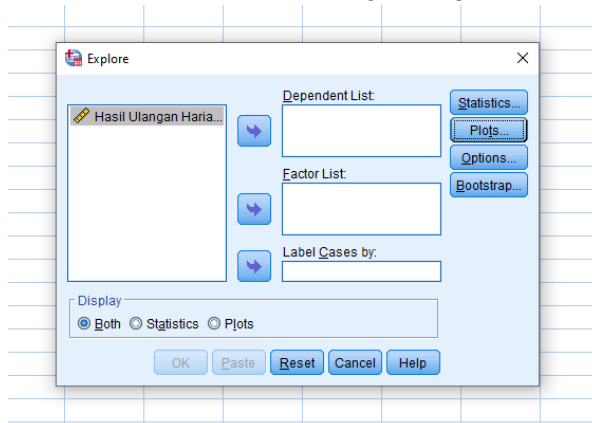 Explore
Dependent List:
Hasil Ulangan Haria...
Statistics...
Plots...
Options...
Factor List:
Bootstrap...
Label Cases by:
Display
Both Statistics Plots
OK Paste Reset Cancel Help